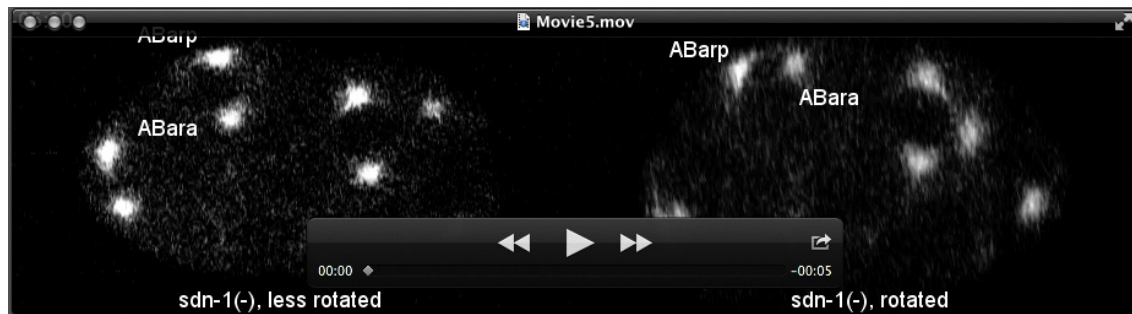 Movie5.mov
ABarp
ABara
ABarp
ABara
00:00
-00:05
sdn-1(-), less rotated
sdn-1(-), rotated